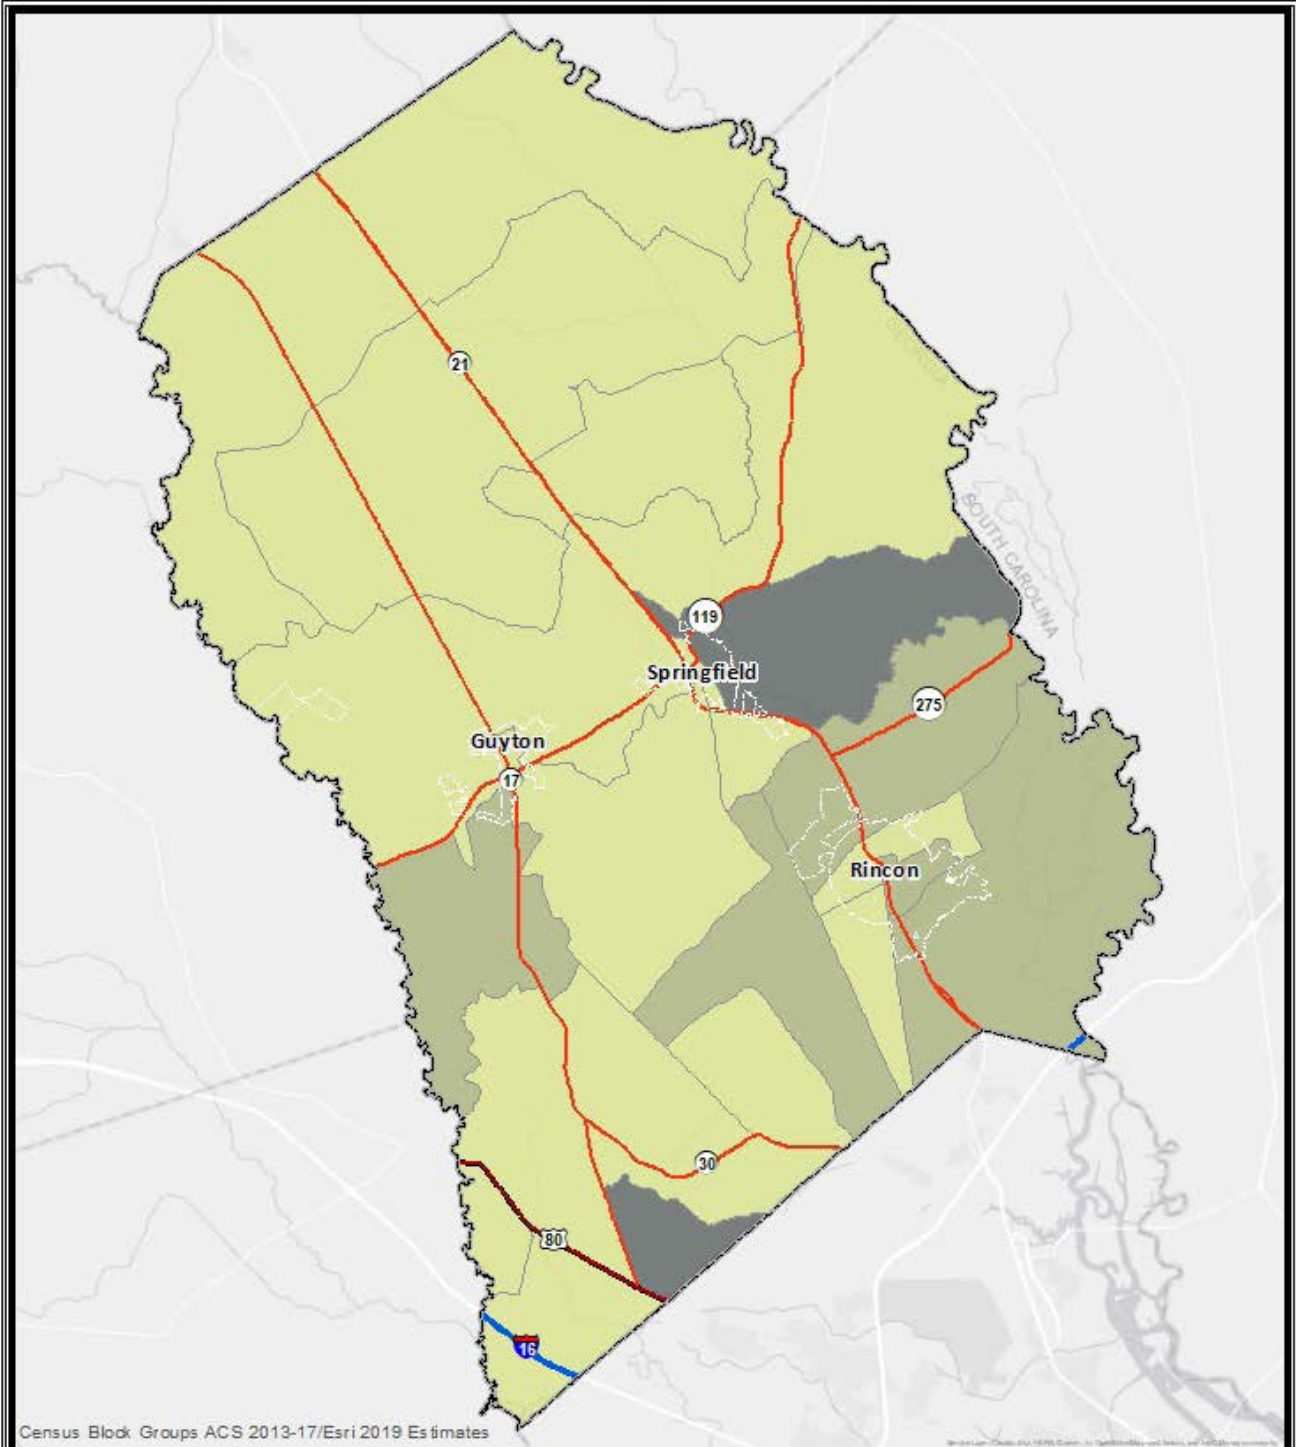 21
GEORGIA
SOUTH CAROLINA
119
Springfield
275
Guyton
17
Rincon
30
80
16
Census Block Groups ACS 2013-17/Esri 2019 Estimates